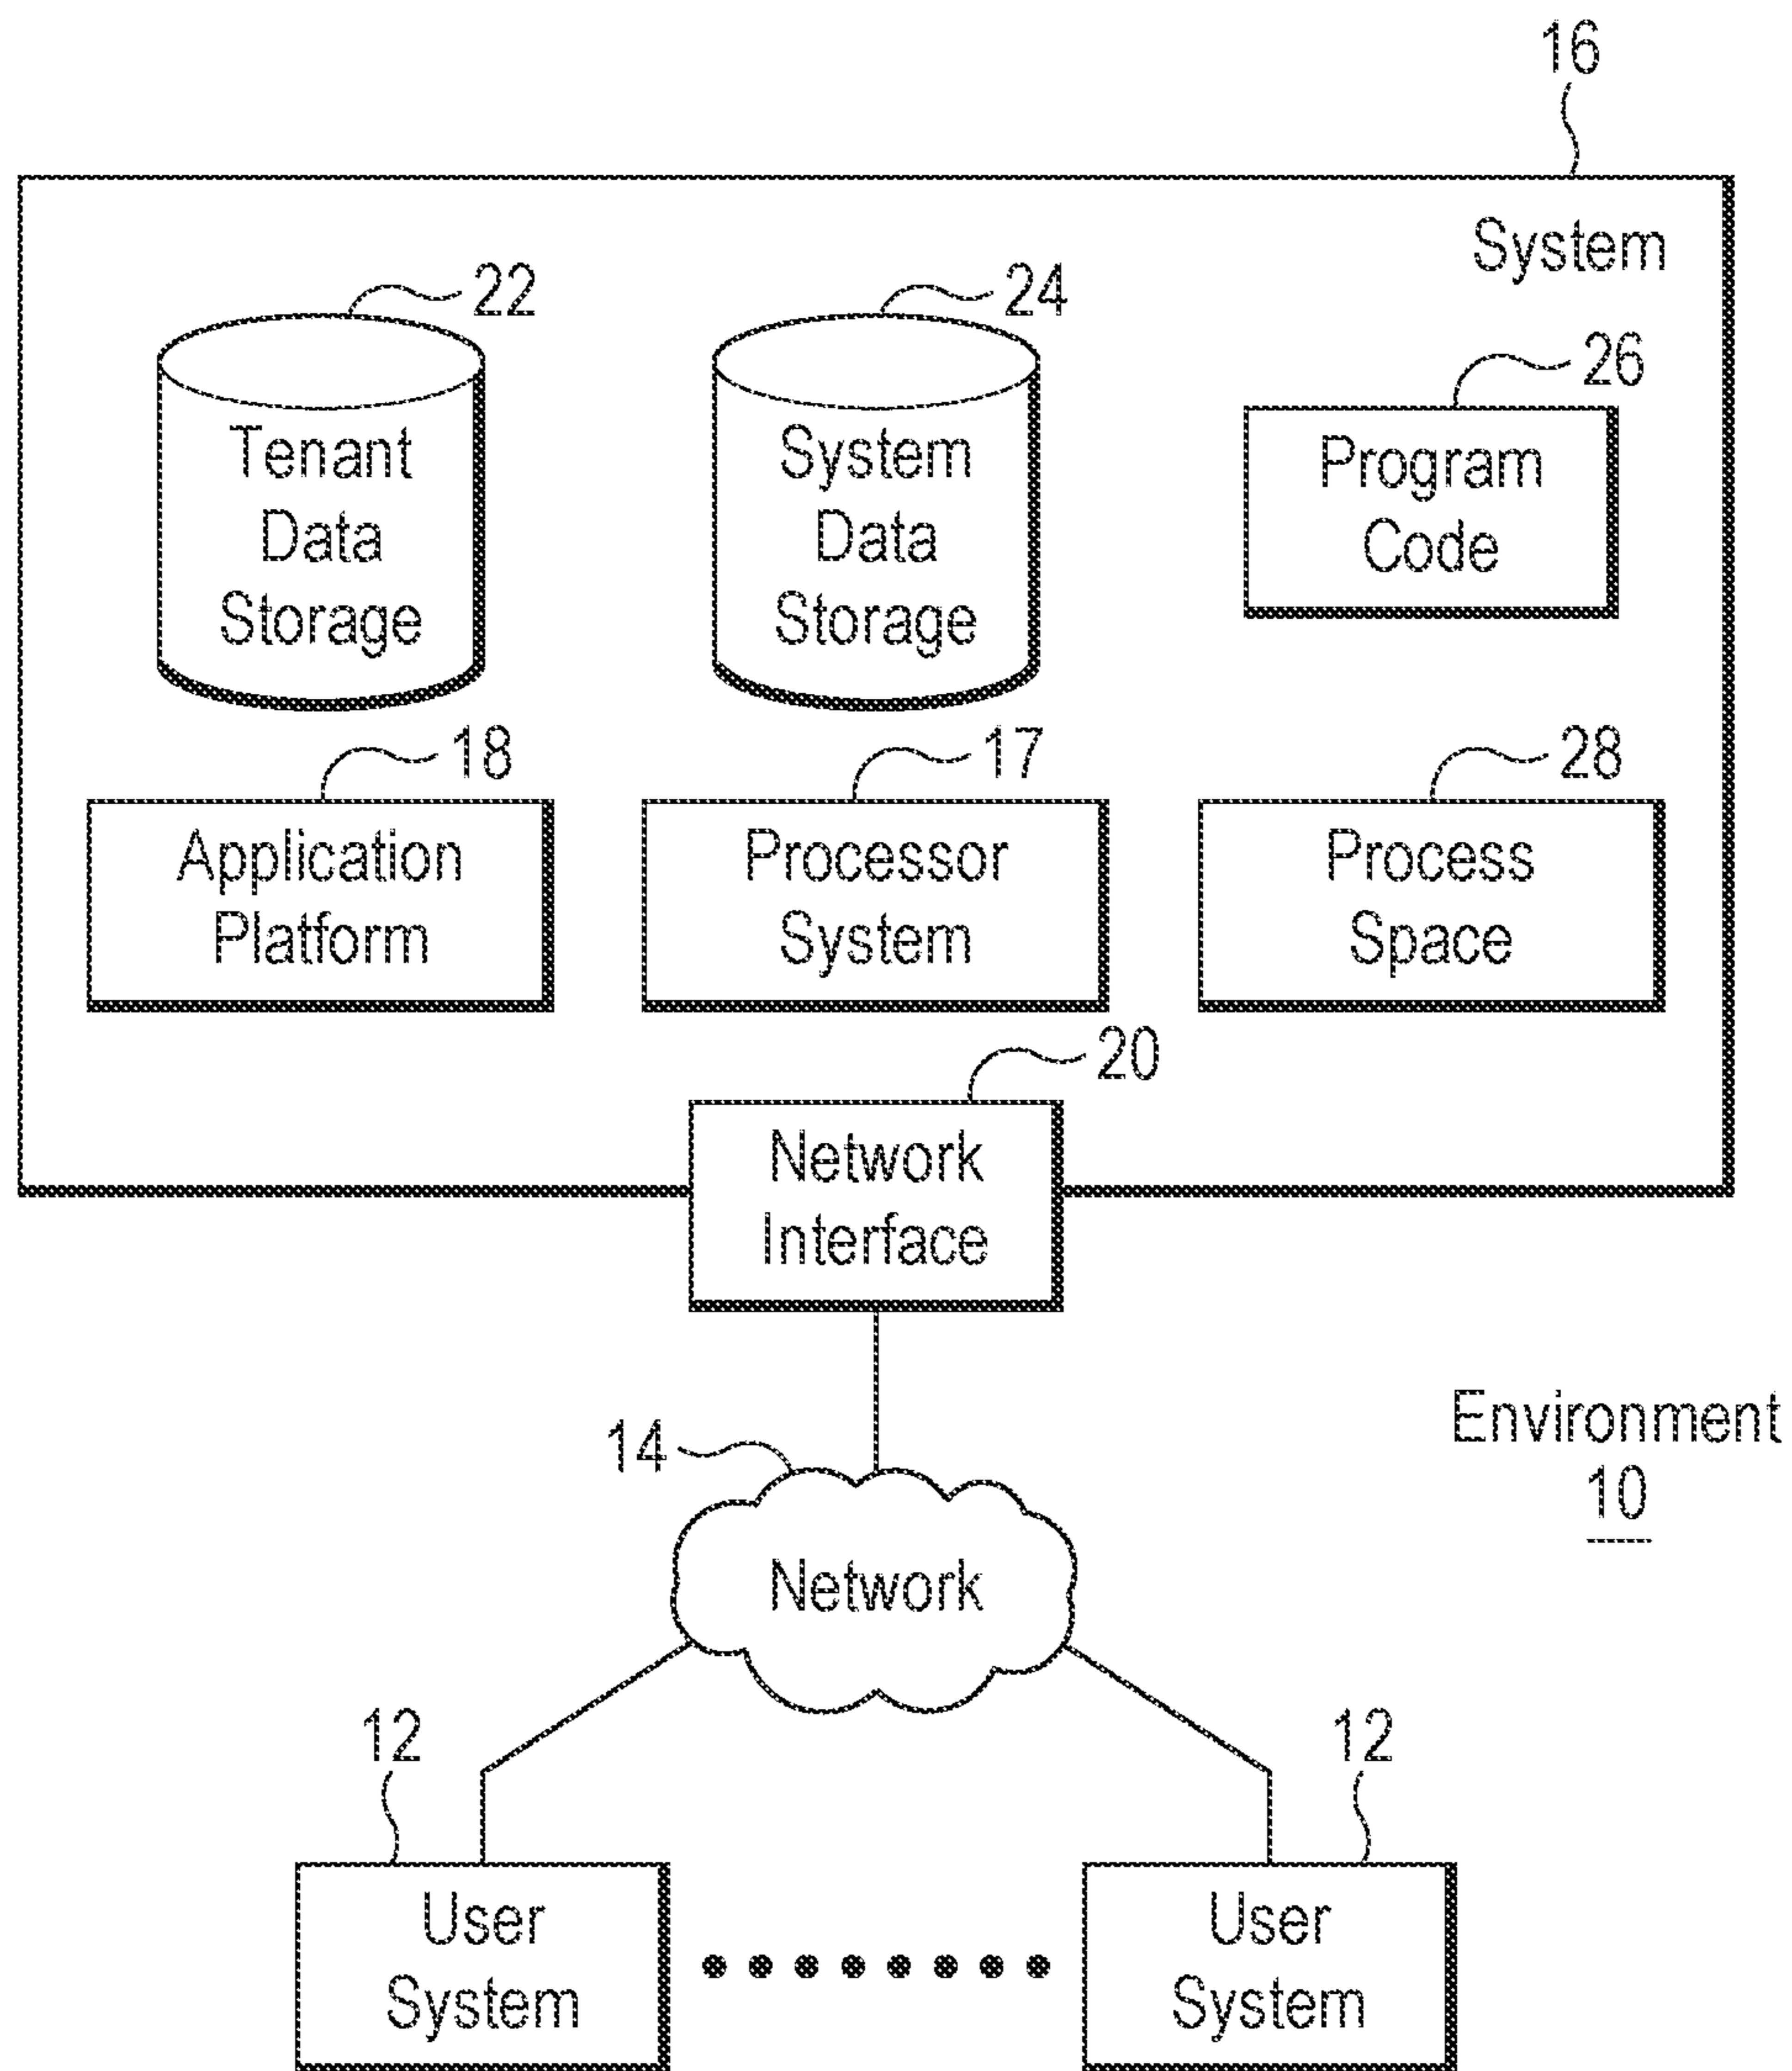 16
System
22
24
26
Tenant
Data
Storage
System
Data
Storage
Program
Code
18
17
28
Application
Platform
Processor
System
Process
Space
20
Network
Interface
14
Network
Environment
10
12
12
User
System
User
System